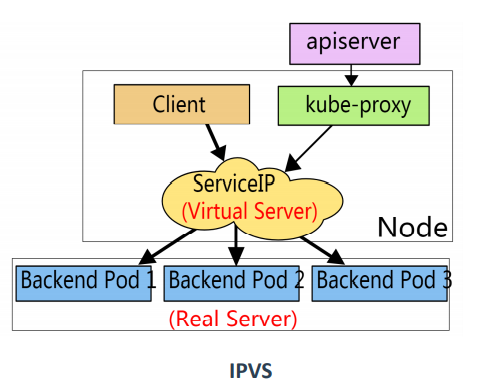 apiserver
Client
kube-proxy
ServiceIP
(Virtual Server)
Node
Backend Pod 1
Backend Pod 2
Backend Pod 3
(Real Server)
IPVS